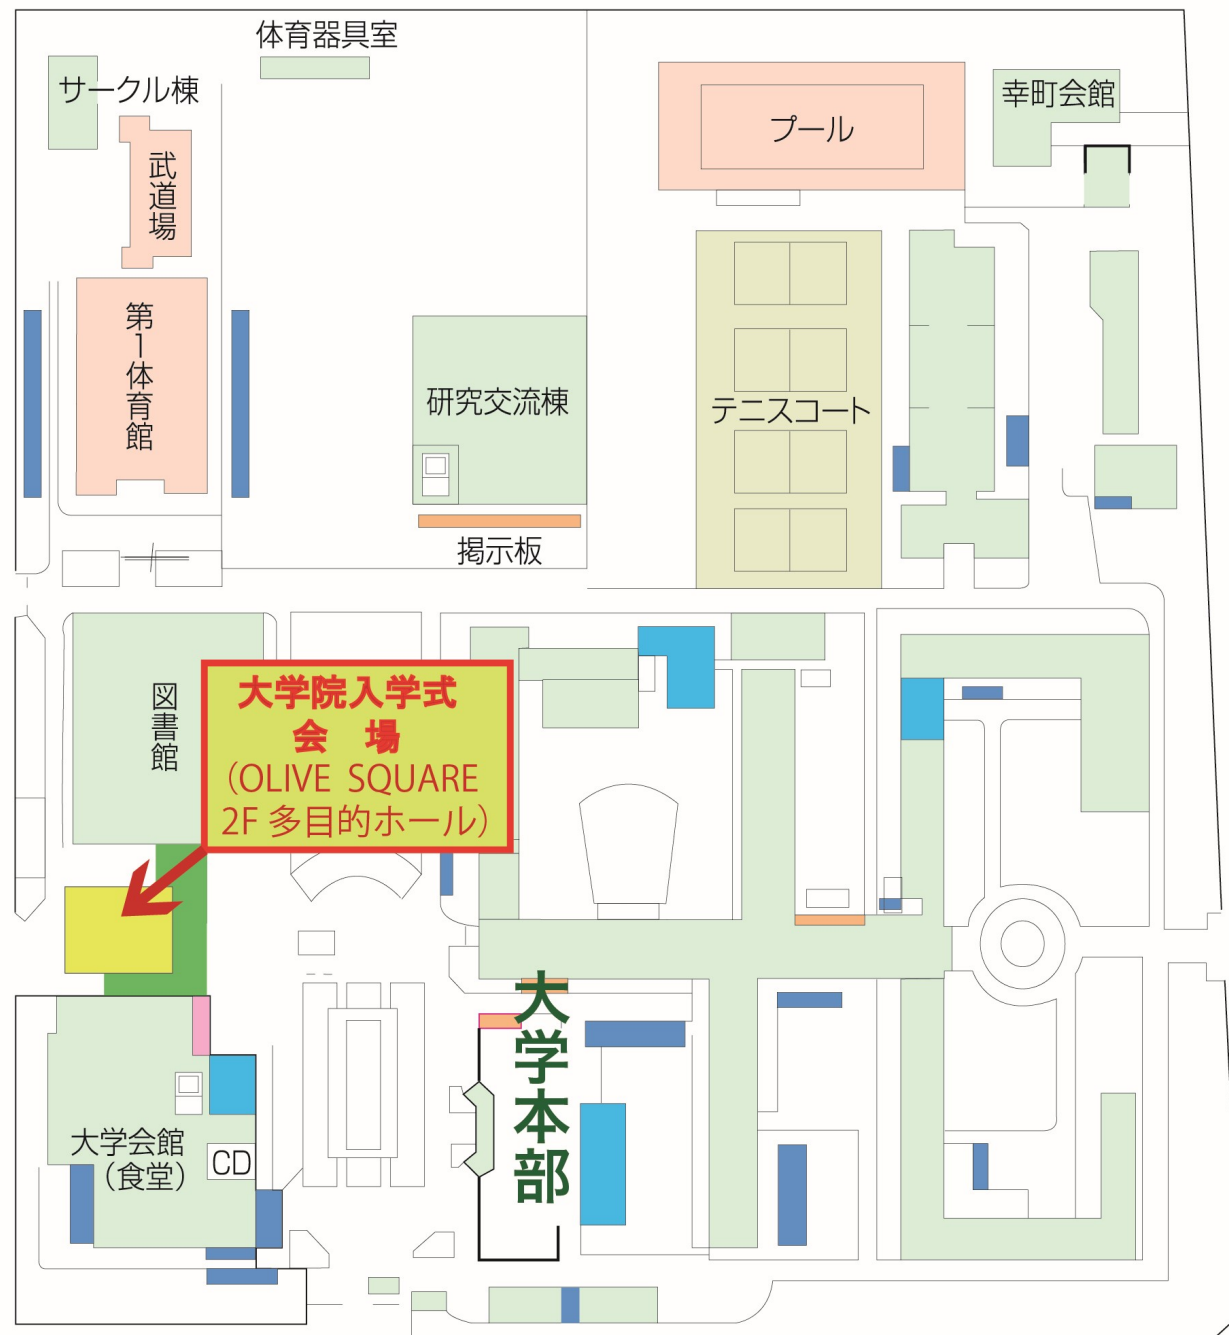 体育器具室
サークル棟
幸町会館
プール
武道場
第1体育館
研究交流棟
テニスコート
掲示板
図書館
大学院入学式
会 場
（OLIVE SQUARE
2F 多目的ホール）
大学本部
大学会館
（食堂）
CD